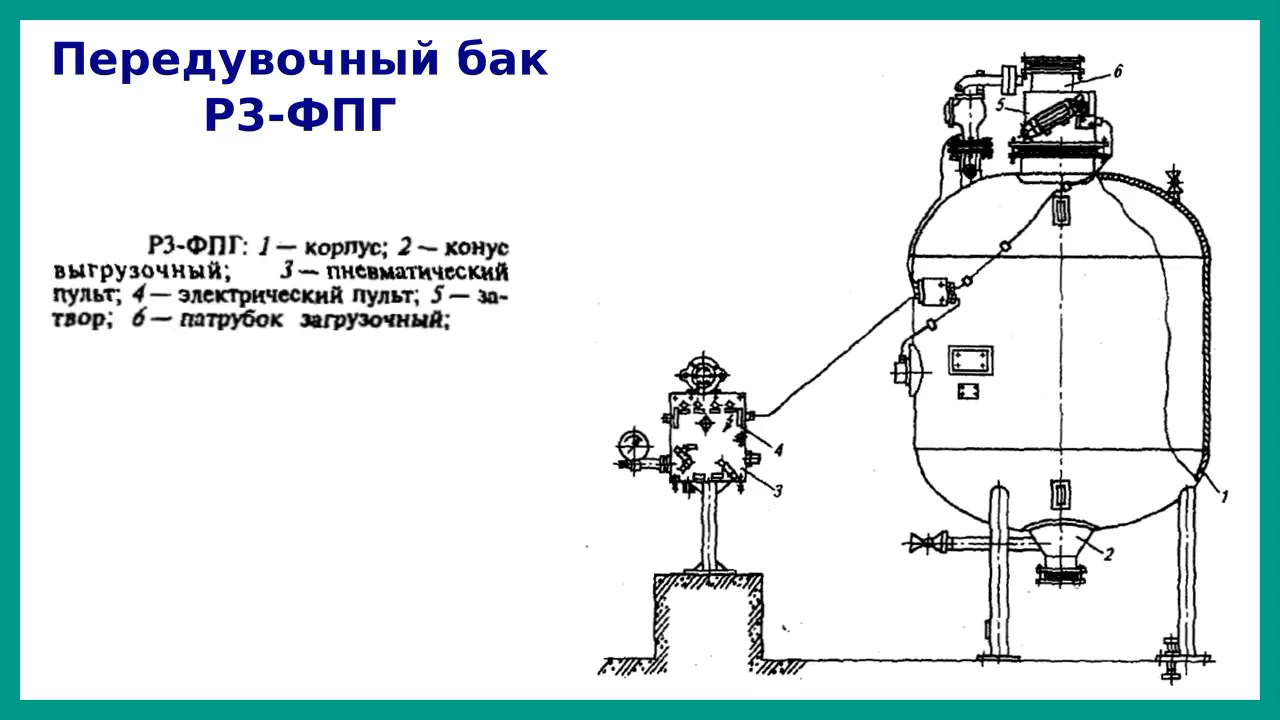 Передувочный бак
РЗ-ФПГ
РЗ-ФПГ: 1 — корпус; 2 — конус
выгрузочный; 3 — пневматический
пульт; 4 — электрический пульт; 5 — за-
твор; 6 — патрубок загрузочный;
6
5
4
3
1
2